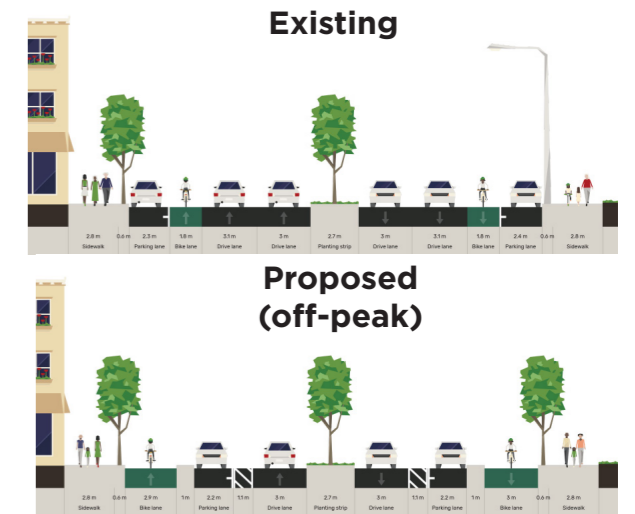 Existing
2.8 m 0.6 m 2.3 m 1.8 m 3.1 m 3 m 2.7 m 3 m 3.1 m 1.8 m 2.4 m 0.6 m 2.8 m
Sidewalk Parking lane Bike lane Drive lane Drive lane Planting strip Drive lane Drive lane Bike lane Parking lane Sidewalk
Proposed
(off-peak)
2.8 m 0.6 m 2.9 m 1 m 2.2 m 1.1 m 3 m 2.7 m 3 m 1.1 m 2.2 m 1 m 3 m 0.6 m 2.8 m
Sidewalk Bike lane Parking lane Drive lane Planting strip Drive lane Parking lane Bike lane Sidewalk